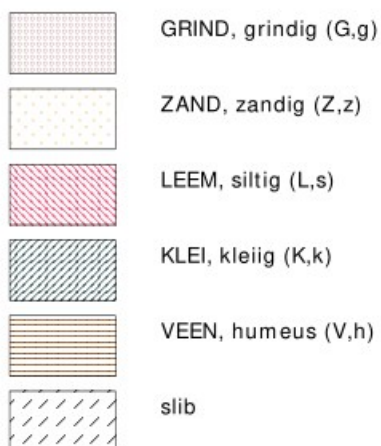 GRIND, grindig (G,g)
ZAND, zandig (Z,z)
LEEM, siltig (L,s)
KLEI, kleiig (K,k)
VEEN, humeus (V,h)
slib